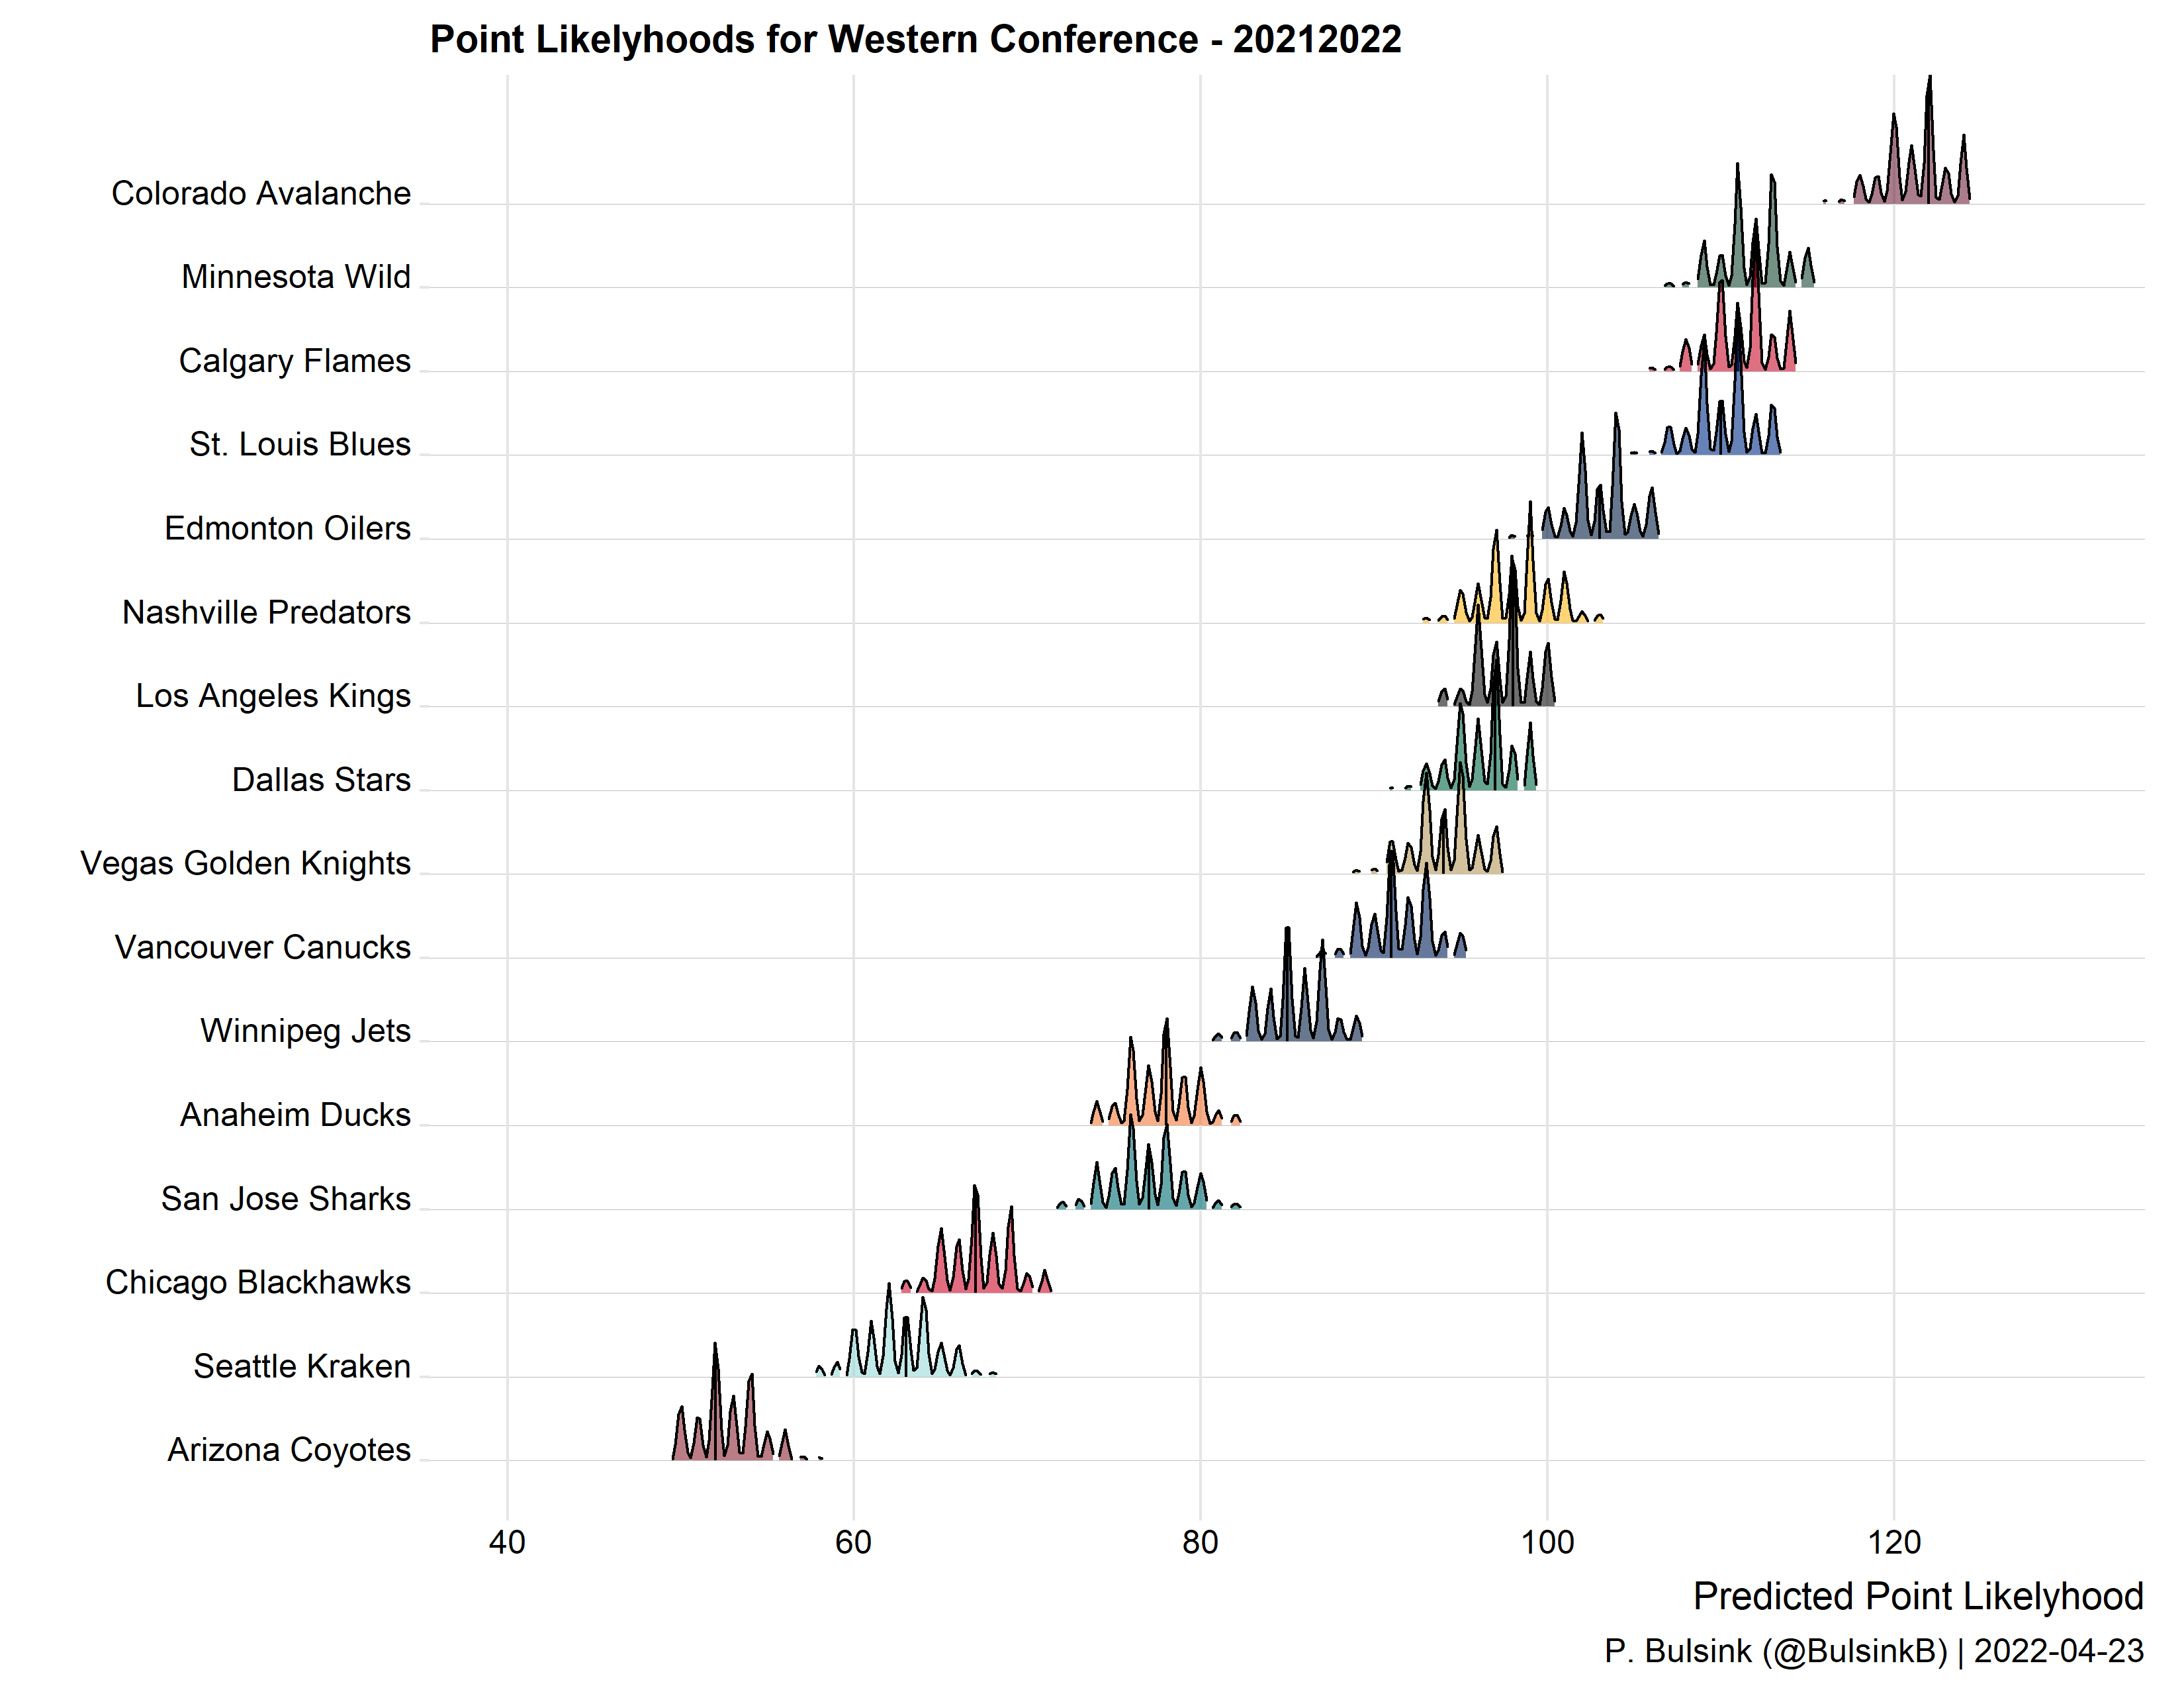 Point Likelyhoods for Western Conference - 20212022
Colorado Avalanche
Minnesota Wild
Calgary Flames
St. Louis Blues
Edmonton Oilers
Nashville Predators
Los Angeles Kings
Dallas Stars
Vegas Golden Knights
Vancouver Canucks
Winnipeg Jets
Anaheim Ducks
San Jose Sharks
Chicago Blackhawks
Seattle Kraken
Arizona Coyotes
40 60 80 100 120
Predicted Point Likelyhood
P. Bulsink (@BulsinkB) | 2022-04-23